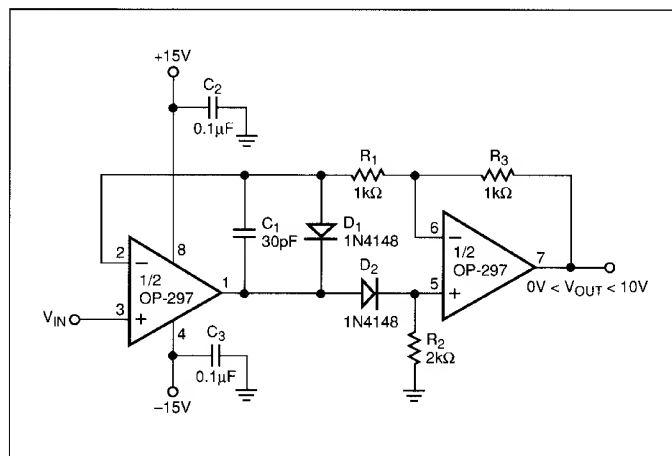 +15V
C2
0.1µF
R1
1kΩ
R3
1kΩ
C1
30pF
D1
1N4148
2
8
1/2
OP-297
1
VIN
3
4
D2
1N4148
6
1/2
OP-297
7
5
0V < VOUT < 10V
R2
2kΩ
C3
0.1µF
–15V